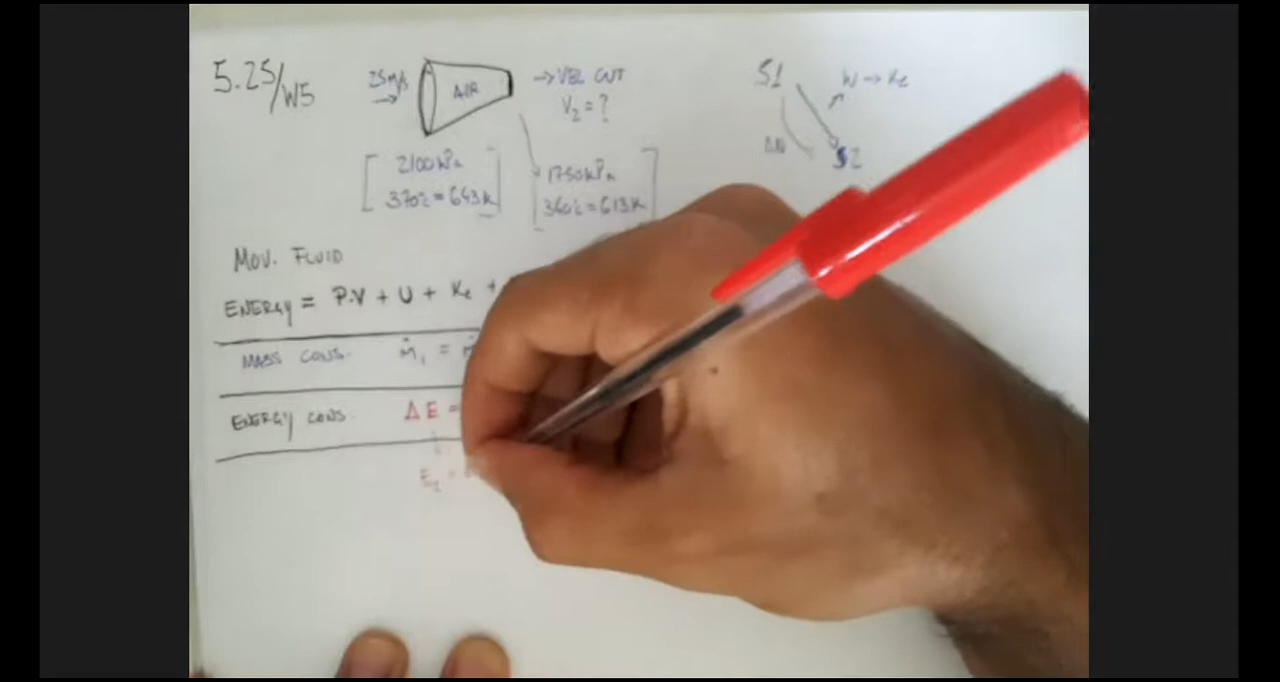 5.25/W5
25m/s
AIR
→ VEL OUT
V₂ = ?
2100kPa
370°C = 643K
1750kPa
340°C = 613K
S1
W → Ke
S2
MOV. FLUID
ENERGY = P.V + U + Ke +
MASS CONS. ṁ₁ =
ENERGY CONS. ΔE =
E₂ =